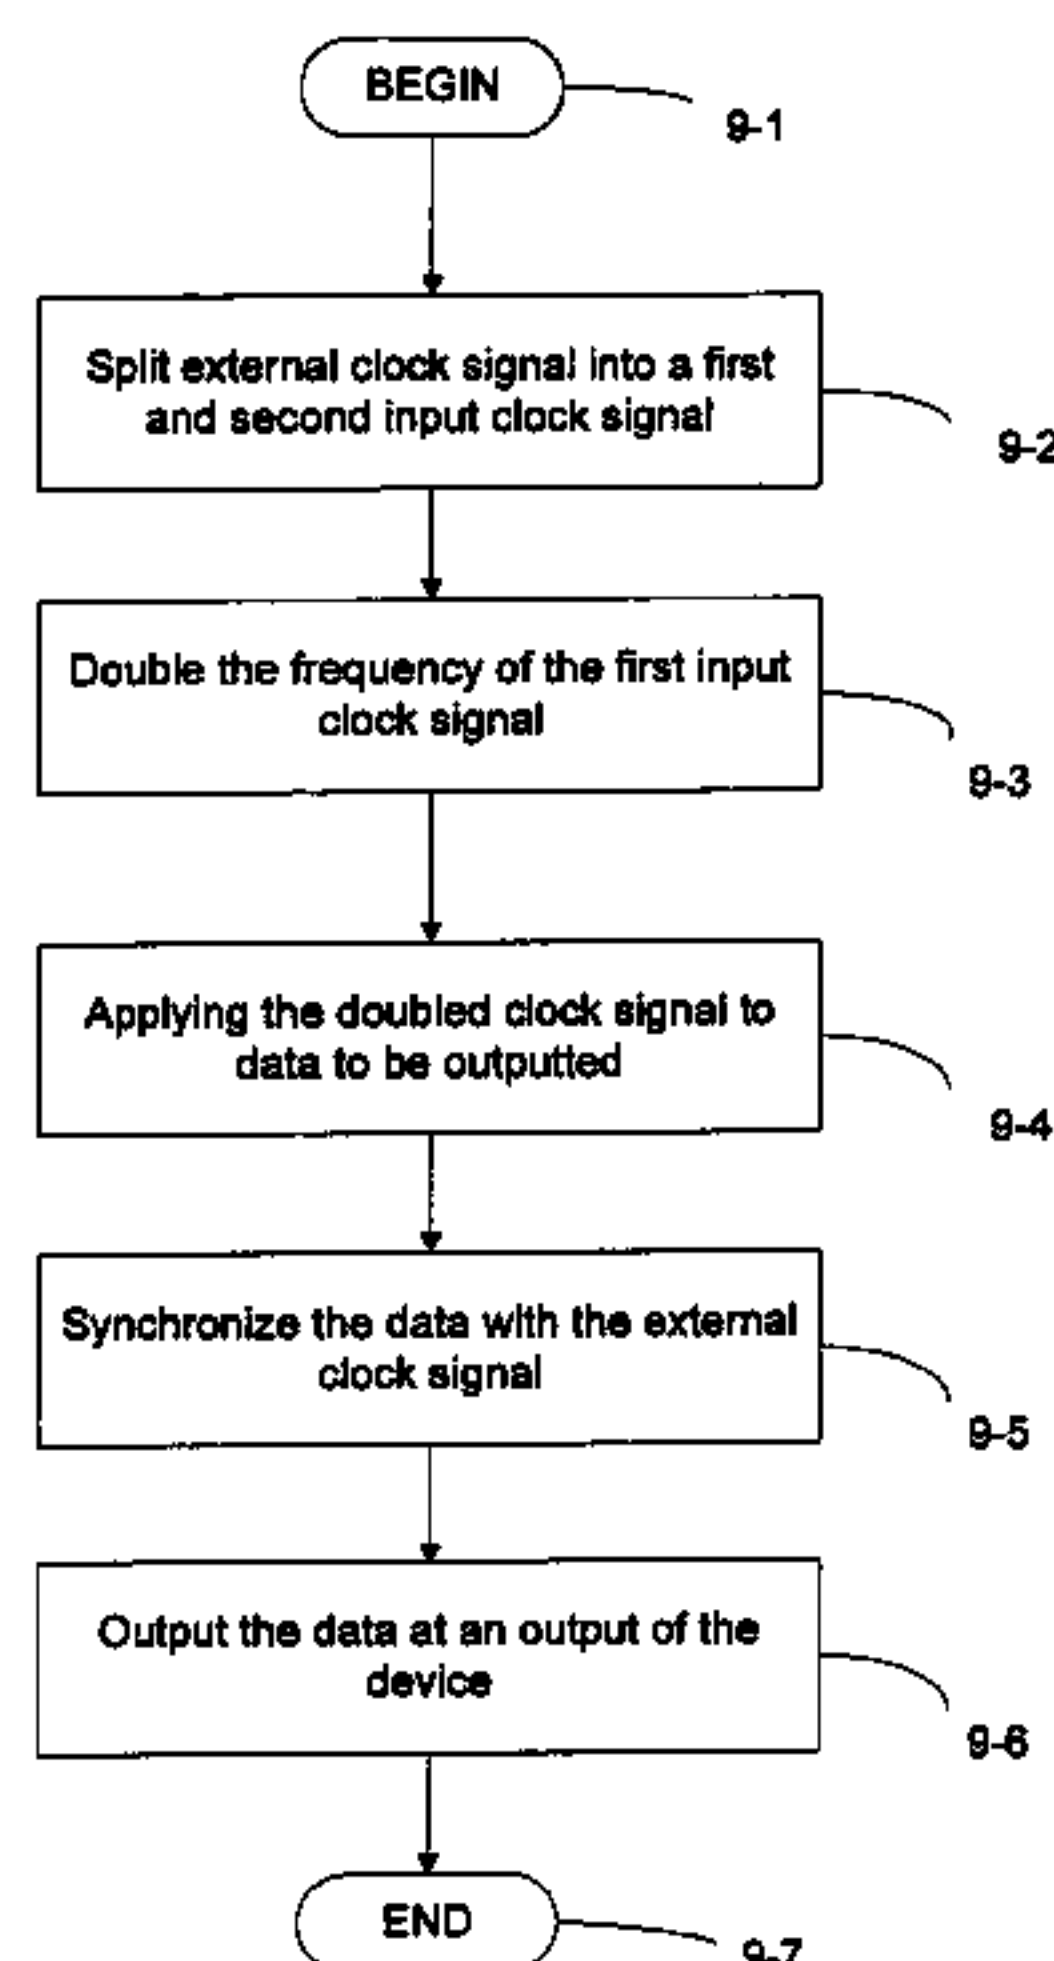 BEGIN
9-1
Split external clock signal into a first
and second input clock signal
9-2
Double the frequency of the first input
clock signal
9-3
Applying the doubled clock signal to
data to be outputted
9-4
Synchronize the data with the external
clock signal
9-5
Output the data at an output of the
device
9-6
END
9-7